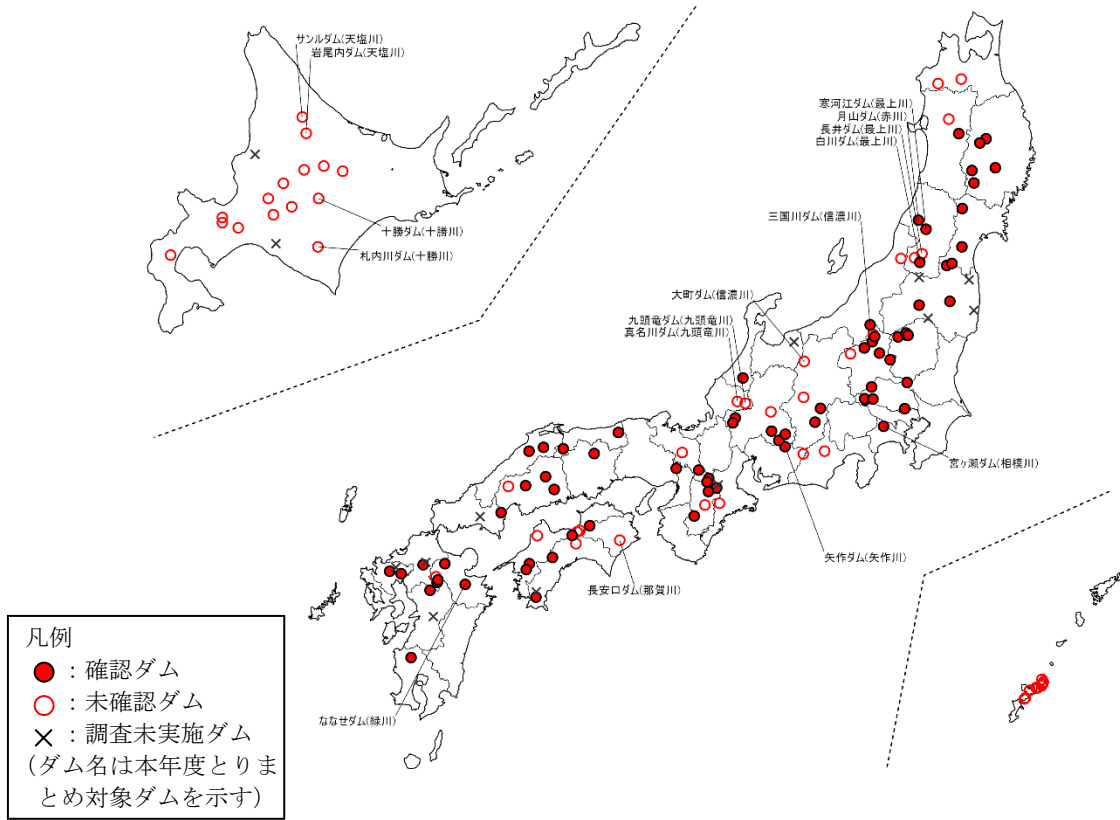 サンルダム(天塩川)
岩尾内ダム(天塩川)
十勝ダム(十勝川)
札内川ダム(十勝川)
寒河江ダム(最上川)
月山ダム(赤川)
長井ダム(最上川)
白川ダム(最上川)
三国川ダム(信濃川)
大町ダム(信濃川)
九頭竜ダム(九頭竜川)
真名川ダム(九頭竜川)
宮ヶ瀬ダム(相模川)
矢作ダム(矢作川)
長安口ダム(那賀川)
ななせダム(緑川)
凡例
:確認ダム
:未確認ダム
:調査未実施ダム
(ダム名は本年度とりま
とめ対象ダムを示す)